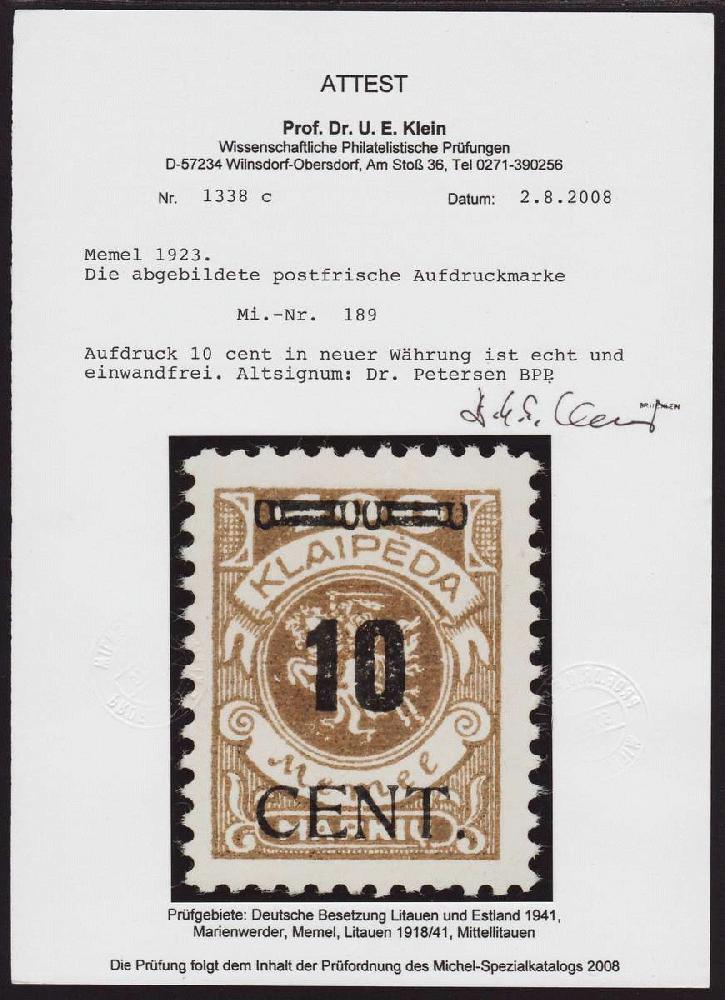 ATTEST
Prof. Dr. U. E. Klein
Wissenschaftliche Philatelistische Prüfungen
D-57234 Wilnsdorf-Obersdorf, Am Stoß 36, Tel 0271-390256
Nr. 1338 c Datum: 2.8.2008
Memel 1923.
Die abgebildete postfrische Aufdruckmarke
Mi.-Nr. 189
Aufdruck 10 cent in neuer Währung ist echt und
einwandfrei. Altsignum: Dr. Petersen BPP.
KLAIPĖDA
10
Memel
CENT.
MARKIŲ
Prüfgebiete: Deutsche Besetzung Litauen und Estland 1941,
Marienwerder, Memel, Litauen 1918/41, Mittellitauen
Die Prüfung folgt dem Inhalt der Prüfordnung des Michel-Spezialkatalogs 2008